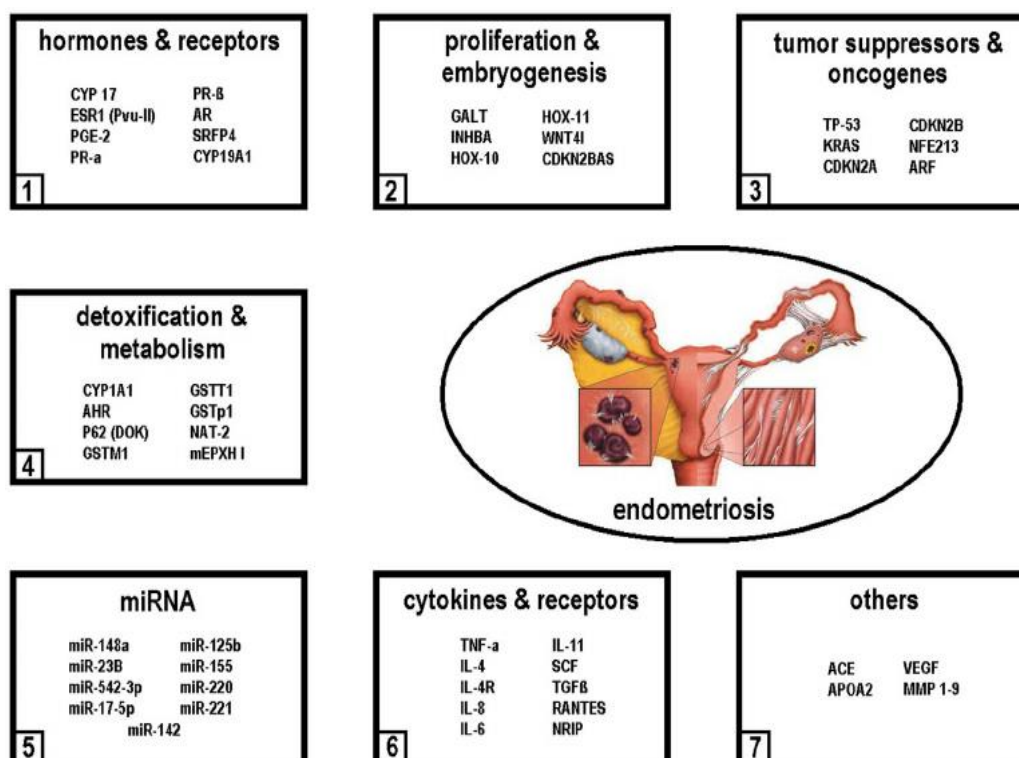 hormones & receptors
CYP 17 PR-ß
ESR1 (Pvu-II) AR
PGE-2 SRFP4
PR-a CYP19A1
1
proliferation &
embryogenesis
GALT HOX-11
INHBA WNT4I
HOX-10 CDKN2BAS
2
tumor suppressors &
oncogenes
TP-53 CDKN2B
KRAS NFE213
CDKN2A ARF
3
detoxification &
metabolism
CYP1A1 GSTT1
AHR GSTp1
P62 (DOK) NAT-2
GSTM1 mEPXH I
4
endometriosis
miRNA
miR-148a miR-125b
miR-23B miR-155
miR-542-3p miR-220
miR-17-5p miR-221
miR-142
5
cytokines & receptors
TNF-a IL-11
IL-4 SCF
IL-4R TGFß
IL-8 RANTES
IL-6 NRIP
6
others
ACE VEGF
APOA2 MMP 1-9
7